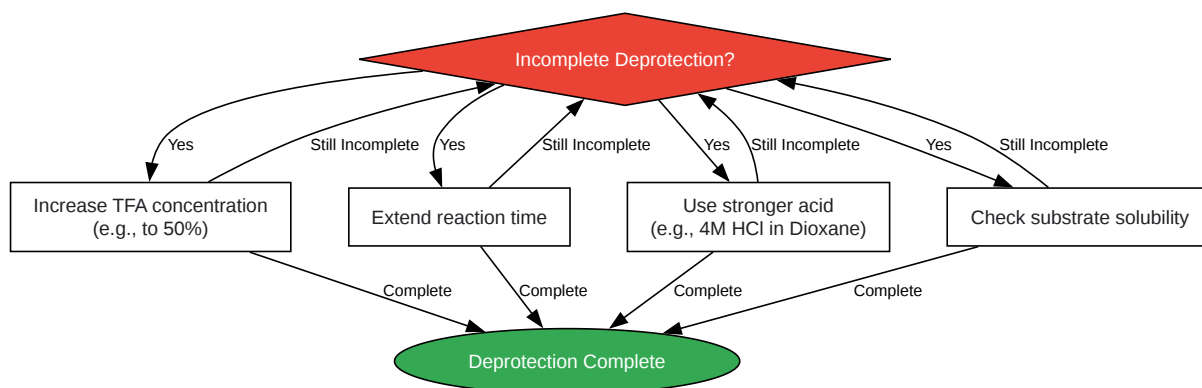 Incomplete Deprotection?
Yes
Still Incomplete
Yes
Still Incomplete
Yes
Still Incomplete
Yes
Still Incomplete
Increase TFA concentration
(e.g., to 50%)
Extend reaction time
Use stronger acid
(e.g., 4M HCl in Dioxane)
Check substrate solubility
Complete
Complete
Complete
Complete
Deprotection Complete